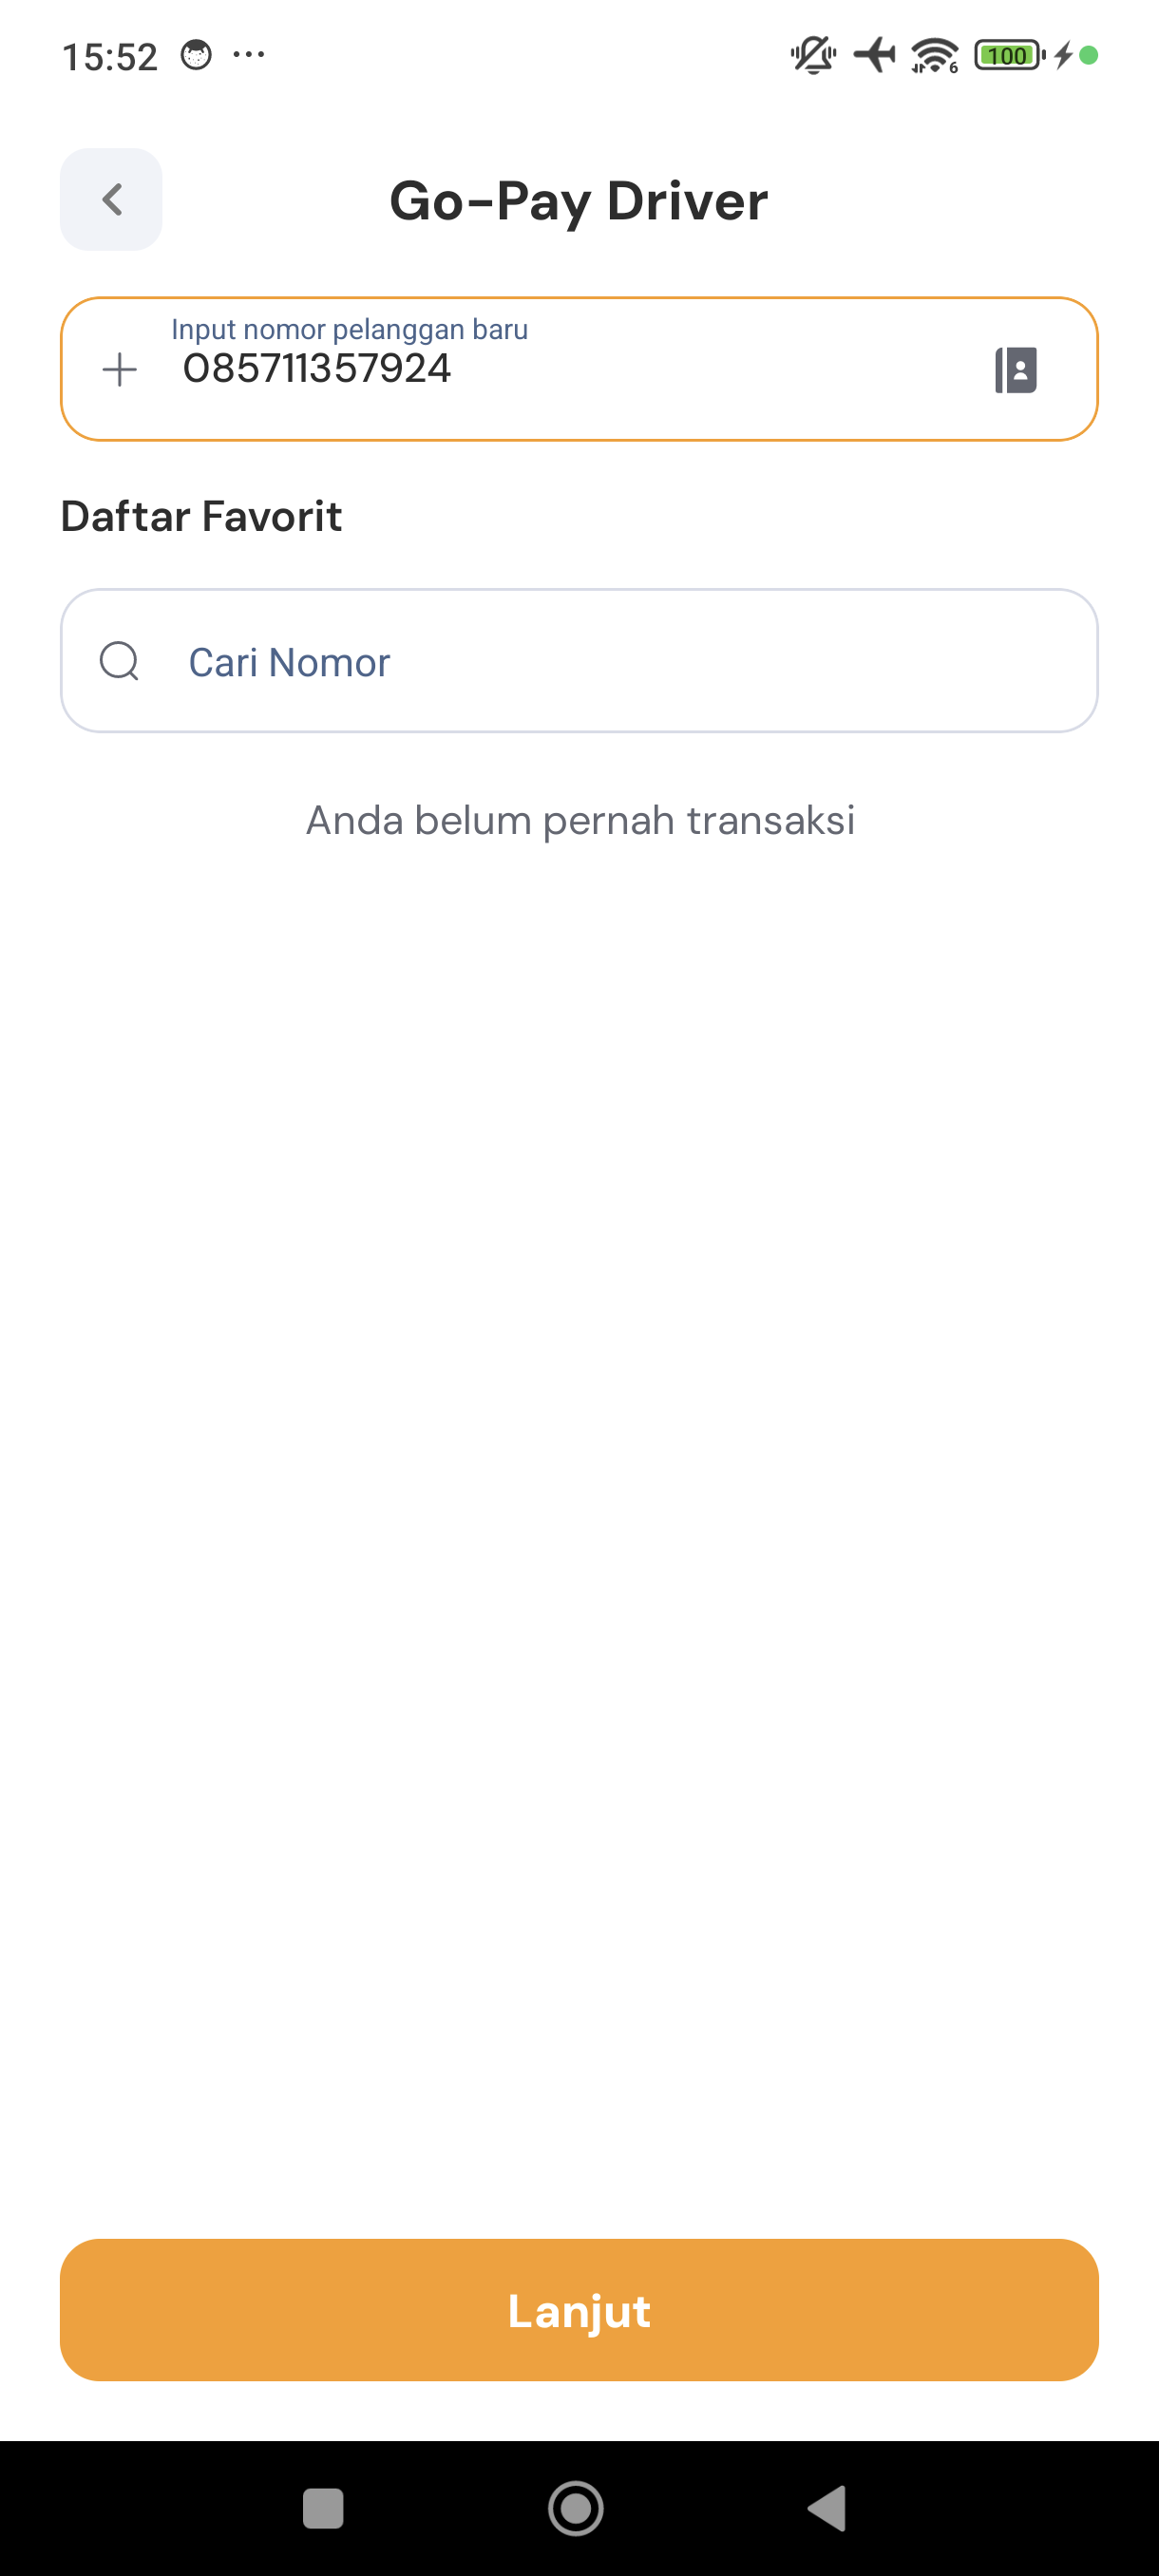 15:52
6
100
Go-Pay Driver
Input nomor pelanggan baru
085711357924
Daftar Favorit
Cari Nomor
Anda belum pernah transaksi
Lanjut